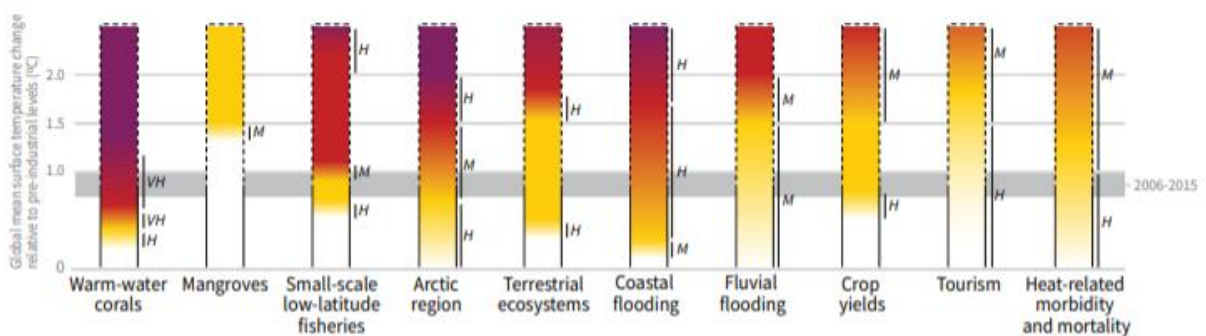 Global mean surface temperature change
relative to pre-industrial levels (°C)
2.0
1.5
1.0
0
VH
VH
H
M
H
M
H
H
M
H
H
H
H
H
M
M
M
M
H
M
H
M
H
2006-2015
Warm-water
corals
Mangroves
Small-scale
low-latitude
fisheries
Arctic
region
Terrestrial
ecosystems
Coastal
flooding
Fluvial
flooding
Crop
yields
Tourism
Heat-related
morbidity
and mortality